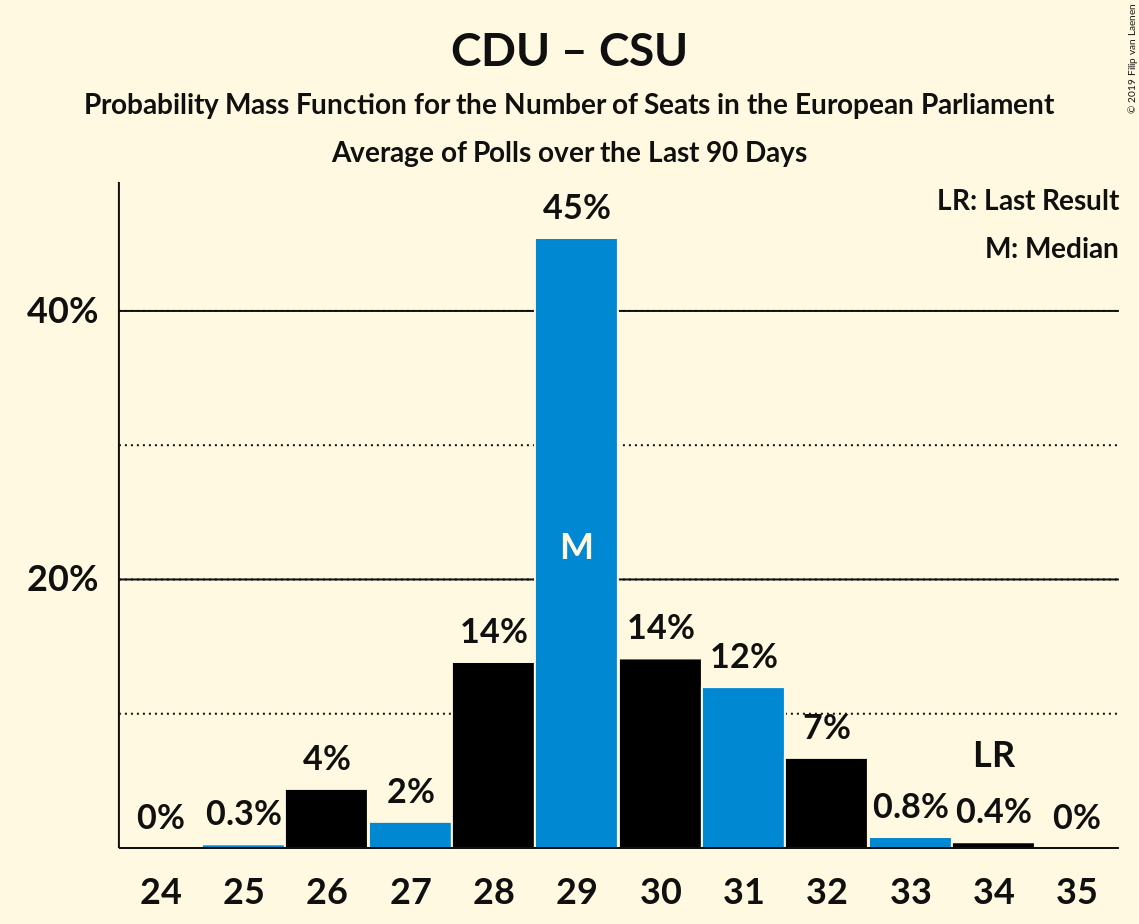 CDU – CSU
Probability Mass Function for the Number of Seats in the European Parliament
Average of Polls over the Last 90 Days
© 2019 Filip van Laenen
LR: Last Result
M: Median
45%
40%
M
20%
14%
14%
12%
7%
LR
4%
2%
0%
0.3%
0.8%
0.4%
0%
24 25 26 27 28 29 30 31 32 33 34 35